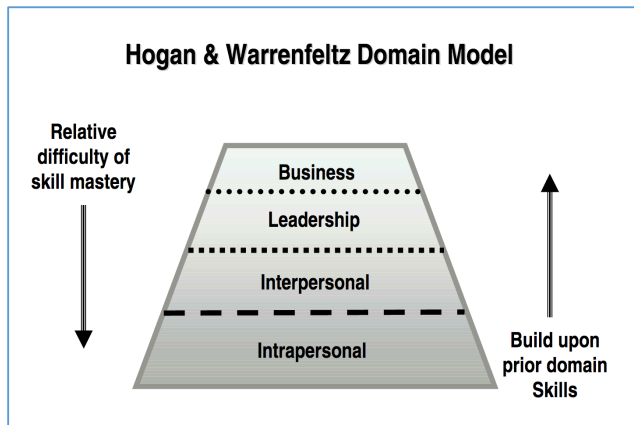 Hogan & Warrenfeltz Domain Model
Relative
difficulty of
skill mastery
Business
Leadership
Interpersonal
Intrapersonal
Build upon
prior domain
Skills